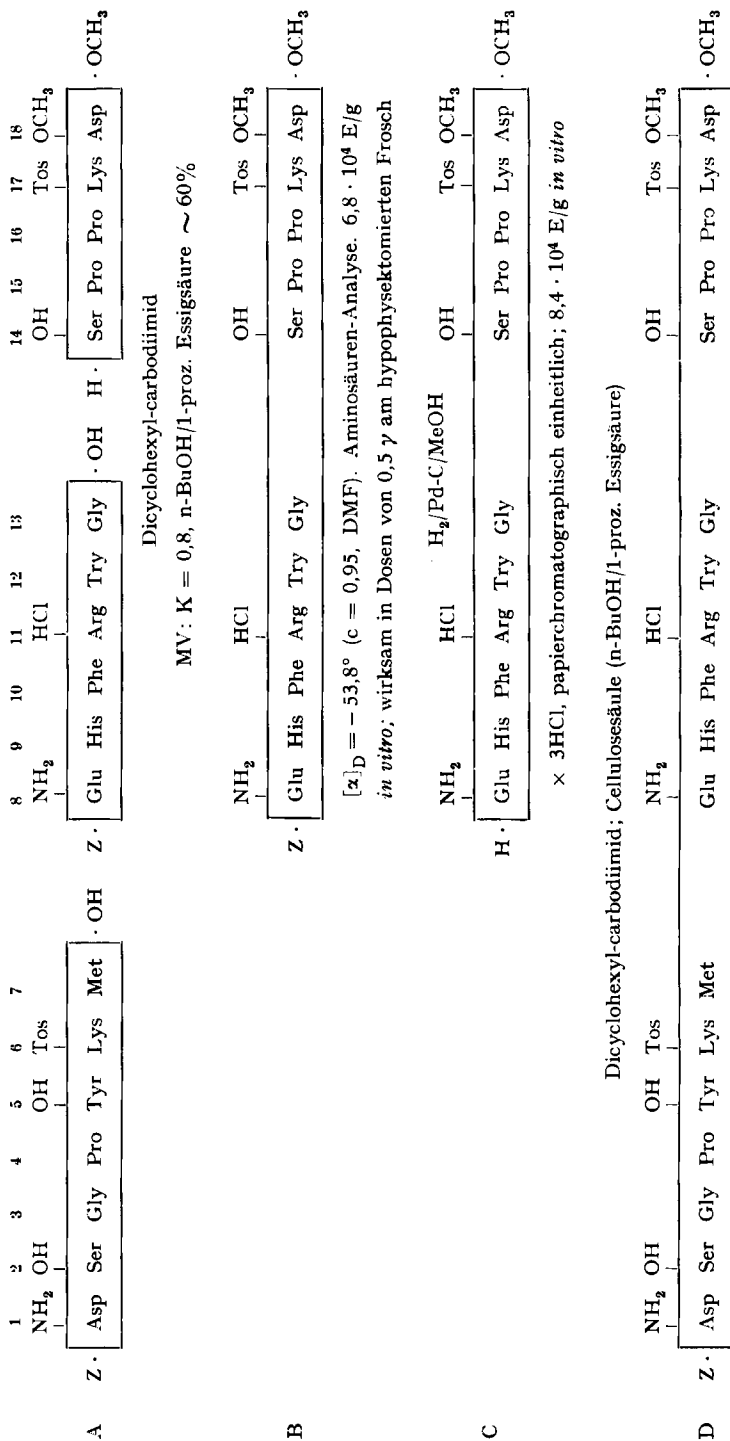 1 2 3 4 5 6 7 8 9 10 11 12 13 14 15 16 17 18
NH₂ OH OH Tos NH₂ HCl OH Tos OCH₃
A Z · Asp Ser Gly Pro Tyr Lys Met · OH Z · Glu His Phe Arg Try Gly · OH H · Ser Pro Pro Lys Asp · OCH₃
Dicyclohexyl-carbodiimid
MV: K = 0,8, n-BuOH/1-proz. Essigsäure ~ 60%
NH₂ HCl OH Tos OCH₃
B Z · Glu His Phe Arg Try Gly Ser Pro Pro Lys Asp · OCH₃
[α]D = − 53,8° (c = 0,95, DMF). Aminosäuren-Analyse. 6,8 · 10⁴ E/g
in vitro; wirksam in Dosen von 0,5 γ am hypophysektomierten Frosch
H₂/Pd-C/MeOH
NH₂ HCl OH Tos OCH₃
C H · Glu His Phe Arg Try Gly Ser Pro Pro Lys Asp · OCH₃
× 3HCl, papierchromatographisch einheitlich; 8,4 · 10⁴ E/g in vitro
Dicyclohexyl-carbodiimid; Cellulosesäule (n-BuOH/1-proz. Essigsäure)
NH₂ OH OH Tos NH₂ HCl OH Tos OCH₃
D Z · Asp Ser Gly Pro Tyr Lys Met Glu His Phe Arg Try Gly Ser Pro Pro Lys Asp · OCH₃